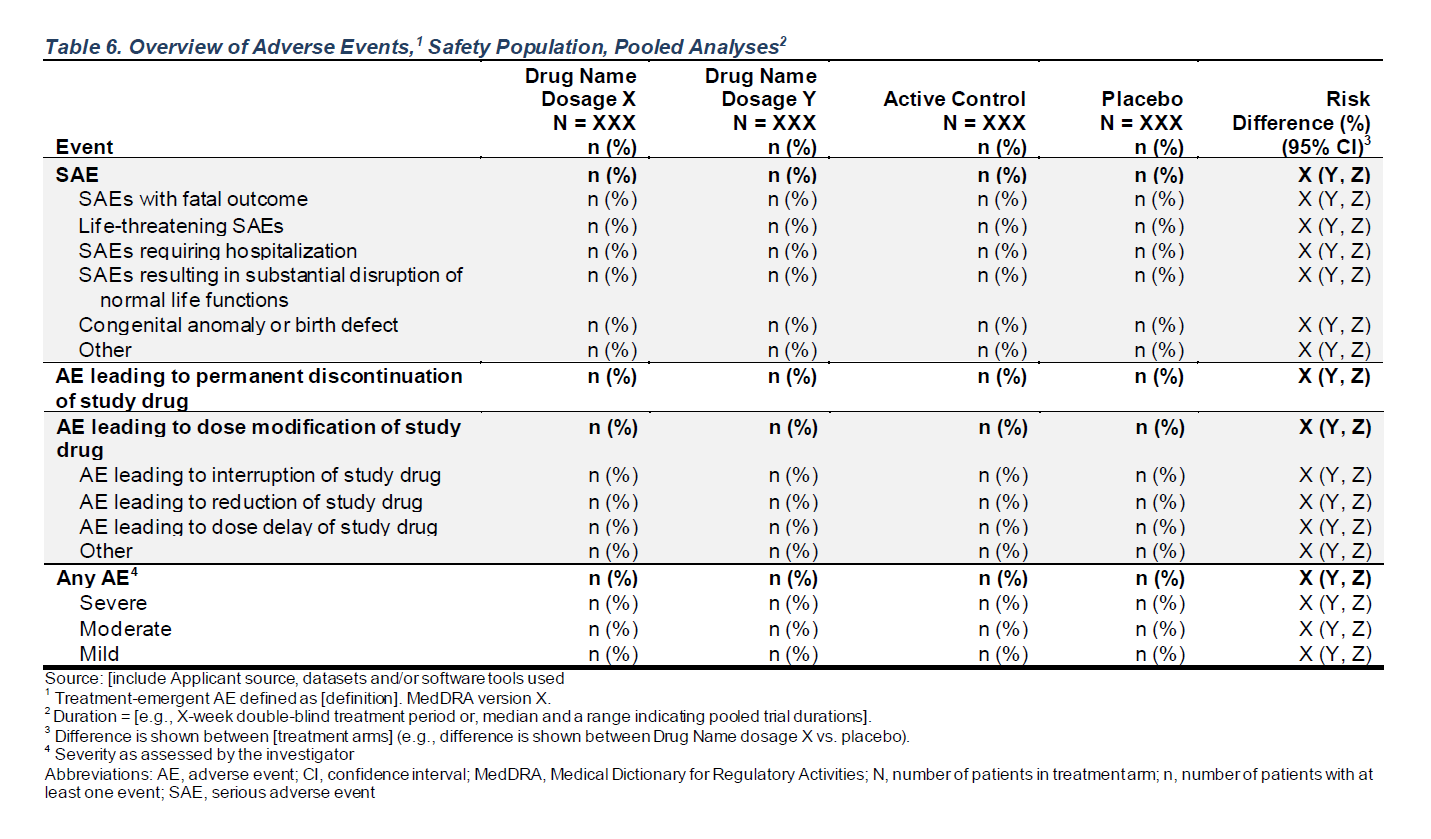 Table 6. Overview of Adverse Events,1 Safety Population, Pooled Analyses2
Drug Name Drug Name
Dosage X Dosage Y Active Control Placebo Risk
N = XXX N = XXX N = XXX N = XXX Difference (%)
Event n (%) n (%) n (%) n (%) (95% CI)3
SAE n (%) n (%) n (%) n (%) X (Y, Z)
SAEs with fatal outcome n (%) n (%) n (%) n (%) X (Y, Z)
Life-threatening SAEs n (%) n (%) n (%) n (%) X (Y, Z)
SAEs requiring hospitalization n (%) n (%) n (%) n (%) X (Y, Z)
SAEs resulting in substantial disruption of n (%) n (%) n (%) n (%) X (Y, Z)
normal life functions
Congenital anomaly or birth defect n (%) n (%) n (%) n (%) X (Y, Z)
Other n (%) n (%) n (%) n (%) X (Y, Z)
AE leading to permanent discontinuation n (%) n (%) n (%) n (%) X (Y, Z)
of study drug
AE leading to dose modification of study n (%) n (%) n (%) n (%) X (Y, Z)
drug
AE leading to interruption of study drug n (%) n (%) n (%) n (%) X (Y, Z)
AE leading to reduction of study drug n (%) n (%) n (%) n (%) X (Y, Z)
AE leading to dose delay of study drug n (%) n (%) n (%) n (%) X (Y, Z)
Other n (%) n (%) n (%) n (%) X (Y, Z)
Any AE4 n (%) n (%) n (%) n (%) X (Y, Z)
Severe n (%) n (%) n (%) n (%) X (Y, Z)
Moderate n (%) n (%) n (%) n (%) X (Y, Z)
Mild n (%) n (%) n (%) n (%) X (Y, Z)
Source: [include Applicant source, datasets and/or software tools used
1 Treatment-emergent AE defined as [definition]. MedDRA version X.
2 Duration = [e.g., X-week double-blind treatment period or, median and a range indicating pooled trial durations].
3 Difference is shown between [treatment arms] (e.g., difference is shown between Drug Name dosage X vs. placebo).
4 Severity as assessed by the investigator
Abbreviations: AE, adverse event; CI, confidence interval; MedDRA, Medical Dictionary for Regulatory Activities; N, number of patients in treatment arm; n, number of patients with at
least one event; SAE, serious adverse event